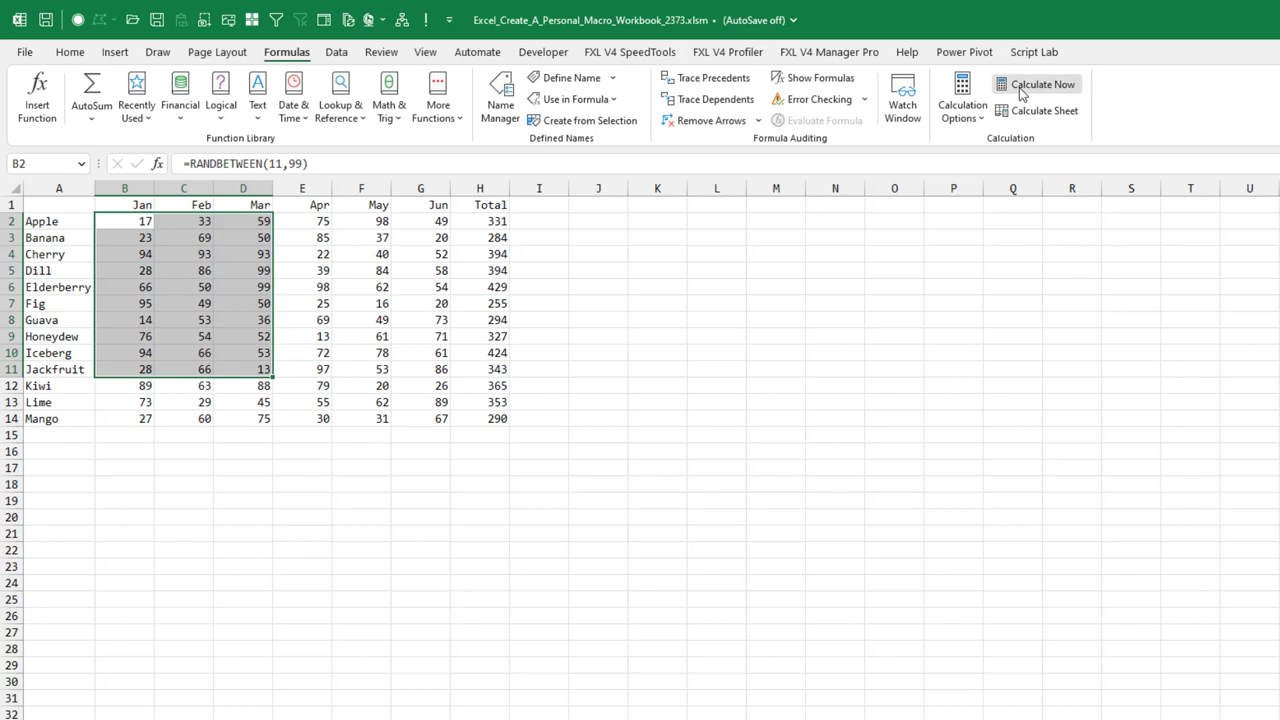 Excel_Create_A_Personal_Macro_Workbook_2373.xlsm • (AutoSave off)
File Home Insert Draw Page Layout Formulas Data Review View Automate Developer FXL V4 SpeedTools FXL V4 Profiler FXL V4 Manager Pro Help Power Pivot Script Lab
Insert Function
AutoSum
Recently Used
Financial
Logical
Text
Date & Time
Lookup & Reference
Math & Trig
More Functions
Function Library
Name Manager
Define Name
Use in Formula
Create from Selection
Defined Names
Trace Precedents
Trace Dependents
Remove Arrows
Show Formulas
Error Checking
Evaluate Formula
Formula Auditing
Watch Window
Calculation Options
Calculate Now
Calculate Sheet
Calculation
B2 fx =RANDBETWEEN(11,99)
A B C D E F G H I J K L M N O P Q R S T U
1 Jan Feb Mar Apr May Jun Total
2 Apple 17 33 59 75 98 49 331
3 Banana 23 69 50 85 37 20 284
4 Cherry 94 93 93 22 40 52 394
5 Dill 28 86 99 39 84 58 394
6 Elderberry 66 50 99 98 62 54 429
7 Fig 95 49 50 25 16 20 255
8 Guava 14 53 36 69 49 73 294
9 Honeydew 76 54 52 13 61 71 327
10 Iceberg 94 66 53 72 78 61 424
11 Jackfruit 28 66 13 97 53 86 343
12 Kiwi 89 63 88 79 20 26 365
13 Lime 73 29 45 55 62 89 353
14 Mango 27 60 75 30 31 67 290
15
16
17
18
19
20
21
22
23
24
25
26
27
28
29
30
31
32